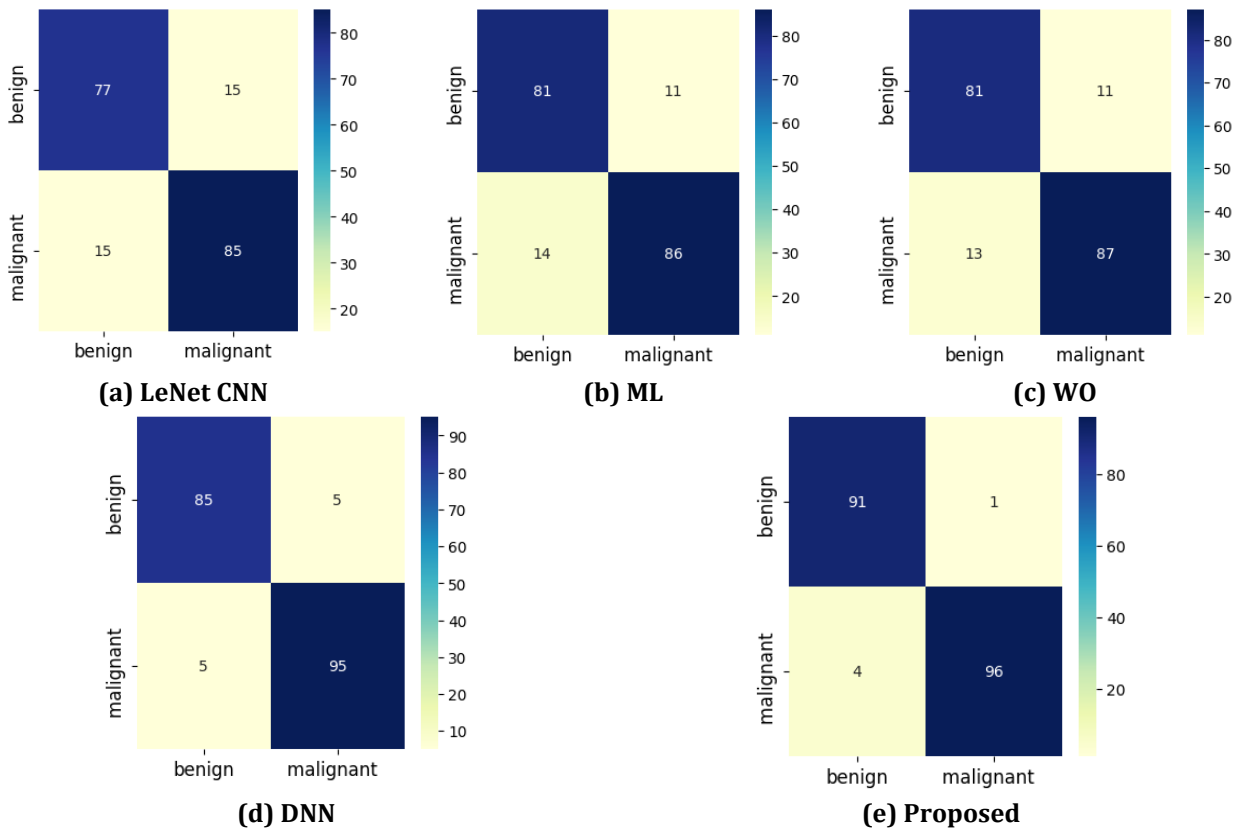 benign
malignant
77 15
15 85
80
70
60
50
40
30
20
benign malignant
(a) LeNet CNN
benign
malignant
81 11
14 86
80
70
60
50
40
30
20
benign malignant
(b) ML
benign
malignant
81 11
13 87
80
70
60
50
40
30
20
benign malignant
(c) WO
benign
malignant
85 5
5 95
90
80
70
60
50
40
30
20
10
benign malignant
(d) DNN
benign
malignant
91 1
4 96
80
60
40
20
benign malignant
(e) Proposed